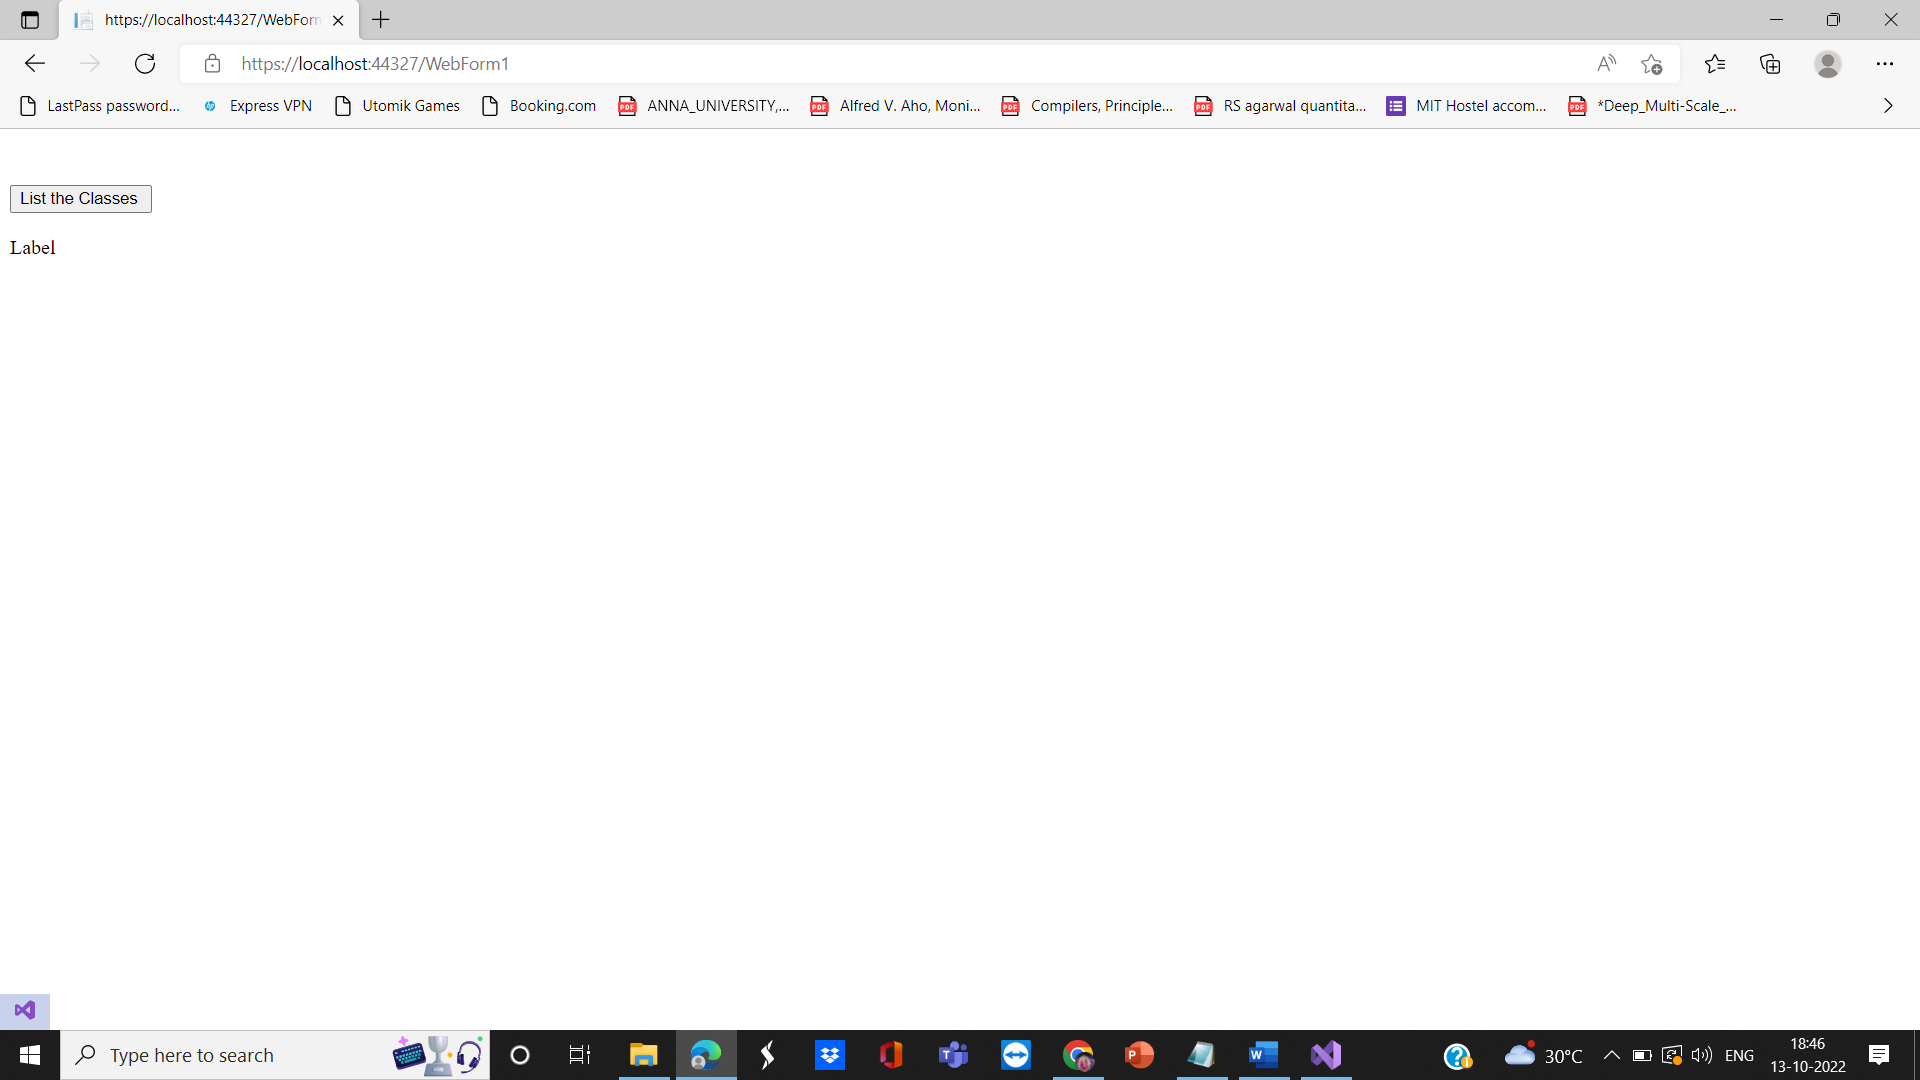 https://localhost:44327/WebForm
https://localhost:44327/WebForm1
LastPass password... Express VPN Utomik Games Booking.com ANNA_UNIVERSITY,... Alfred V. Aho, Moni... Compilers, Principle... RS agarwal quantita... MIT Hostel accom... *Deep_Multi-Scale_...
List the Classes
Label
Type here to search
30°C
ENG
18:46
13-10-2022